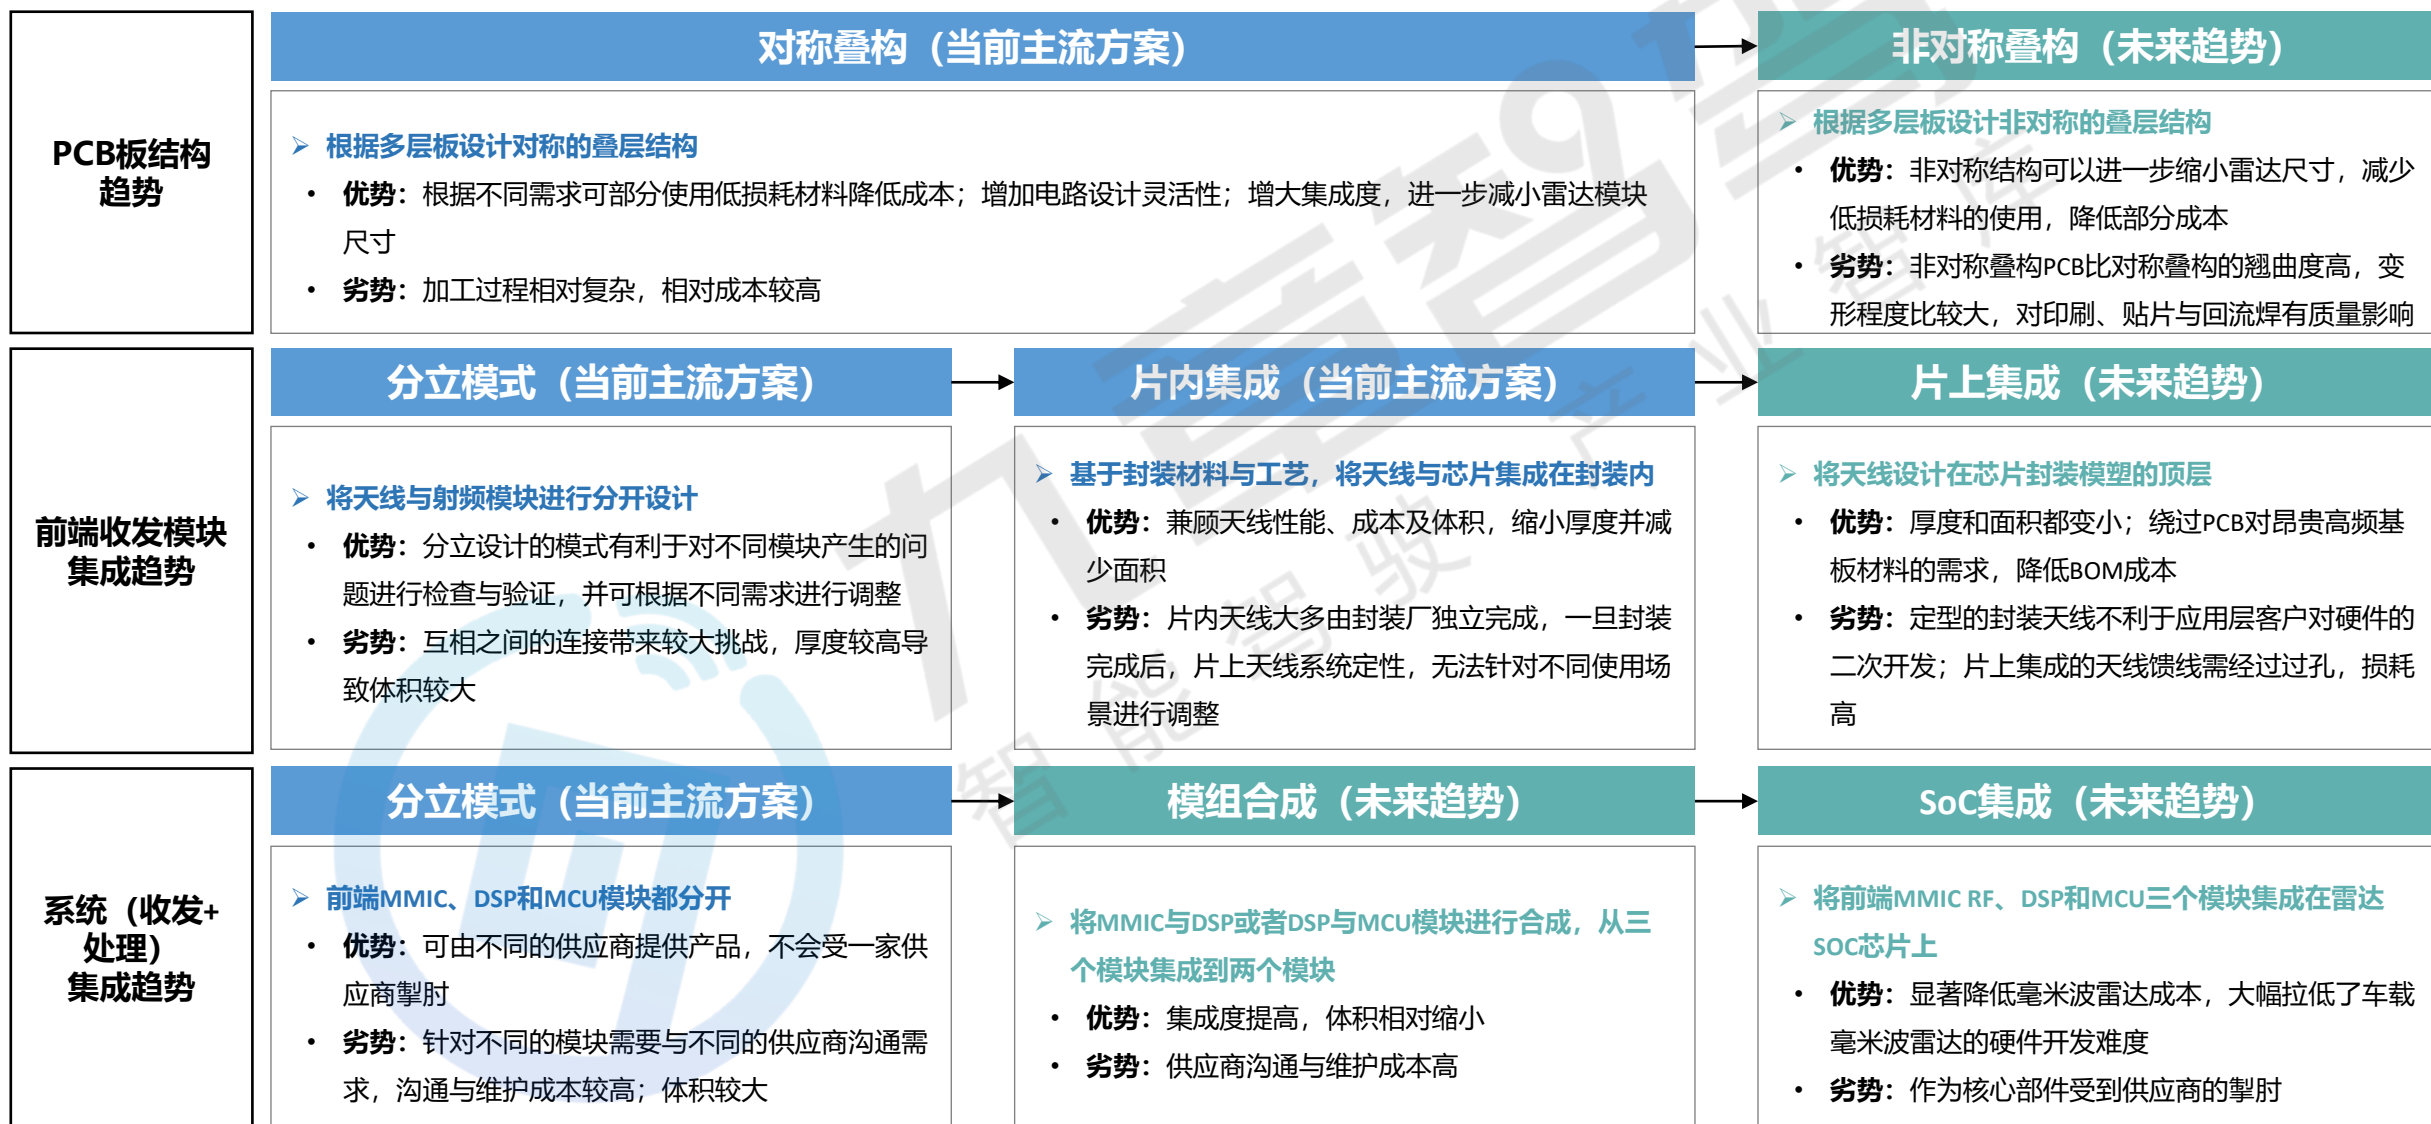 PCB板结构
趋势
对称叠构（当前主流方案）
➢ 根据多层板设计对称的叠层结构
• 优势：根据不同需求可部分使用低损耗材料降低成本；增加电路设计灵活性；增大集成度，进一步减小雷达模块
尺寸
• 劣势：加工过程相对复杂，相对成本较高
非对称叠构（未来趋势）
➢ 根据多层板设计非对称的叠层结构
• 优势：非对称结构可以进一步缩小雷达尺寸，减少
低损耗材料的使用，降低部分成本
• 劣势：非对称叠构PCB比对称叠构的翘曲度高，变
形程度比较大，对印刷、贴片与回流焊有质量影响
前端收发模块
集成趋势
分立模式（当前主流方案）
➢ 将天线与射频模块进行分开设计
• 优势：分立设计的模式有利于对不同模块产生的问
题进行检查与验证，并可根据不同需求进行调整
• 劣势：互相之间的连接带来较大挑战，厚度较高导
致体积较大
片内集成（当前主流方案）
➢ 基于封装材料与工艺，将天线与芯片集成在封装内
• 优势：兼顾天线性能、成本及体积，缩小厚度并减
少面积
• 劣势：片内天线大多由封装厂独立完成，一旦封装
完成后，片上天线系统定性，无法针对不同使用场
景进行调整
片上集成（未来趋势）
➢ 将天线设计在芯片封装模塑的顶层
• 优势：厚度和面积都变小；绕过PCB对昂贵高频基
板材料的需求，降低BOM成本
• 劣势：定型的封装天线不利于应用层客户对硬件的
二次开发；片上集成的天线馈线需经过过孔，损耗
高
系统（收发+
处理）
集成趋势
分立模式（当前主流方案）
➢ 前端MMIC、DSP和MCU模块都分开
• 优势：可由不同的供应商提供产品，不会受一家供
应商掣肘
• 劣势：针对不同的模块需要与不同的供应商沟通需
求，沟通与维护成本较高；体积较大
模组合成（未来趋势）
➢ 将MMIC与DSP或者DSP与MCU模块进行合成，从三
个模块集成到两个模块
• 优势：集成度提高，体积相对缩小
• 劣势：供应商沟通与维护成本高
SoC集成（未来趋势）
➢ 将前端MMIC RF、DSP和MCU三个模块集成在雷达
SOC芯片上
• 优势：显著降低毫米波雷达成本，大幅拉低了车载
毫米波雷达的硬件开发难度
• 劣势：作为核心部件受到供应商的掣肘
九章智驾
智能驾驶产业智库